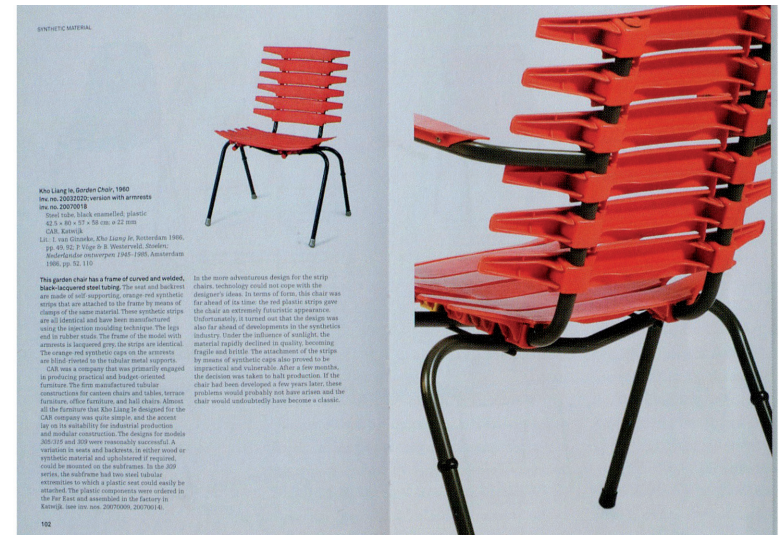 SYNTHETIC MATERIAL
Kho Liang Ie, Garden Chair, 1960
Inv. no. 20032020; version with armrests
inv. no. 20070018
Steel tube, black enamelled; plastic
42.5 × 80 × 57 × 58 cm; ø 22 mm
CAR, Katwijk
Lit.: I. van Ginneke, Kho Liang Ie, Rotterdam 1986,
pp. 49, 82; P. Vöge & B. Westerveld, Stoelen,
Nederlandse ontwerpen 1945-1985, Amsterdam
1986, pp. 52, 110
This garden chair has a frame of curved and welded,
black-lacquered steel tubing. The seat and backrest
are made of self-supporting, orange-red synthetic
strips that are attached to the frame by means of
clamps of the same material. These synthetic strips
are all identical and have been manufactured
using the injection moulding technique. The legs
end in rubber studs. The frame of the model with
armrests is lacquered grey, the strips are identical.
The orange-red synthetic caps on the armrests
are blind-riveted to the tubular metal supports.
CAR was a company that was primarily engaged
in producing practical and budget-oriented
furniture. The firm manufactured tubular
constructions for canteen chairs and tables, terrace
furniture, office furniture, and hall chairs. Almost
all the furniture that Kho Liang Ie designed for the
CAR company was quite simple, and the accent
lay on its suitability for industrial production
and modular construction. The designs for models
305/315 and 309 were reasonably successful. A
variation in seats and backrests, in either wood or
synthetic material and upholstered if required,
could be mounted on the subframes. In the 309
series, the subframe had two steel tubular
extremities to which a plastic seat could easily be
attached. The plastic components were ordered in
the Far East and assembled in the factory in
Katwijk. (see inv. nos. 20070009, 20070014).
In the more adventurous design for the strip
chairs, technology could not cope with the
designer's ideas. In terms of form, this chair was
far ahead of its time: the red plastic strips gave
the chair an extremely futuristic appearance.
Unfortunately, it turned out that the design was
also far ahead of developments in the synthetics
industry. Under the influence of sunlight, the
material rapidly declined in quality, becoming
fragile and brittle. The attachment of the strips
by means of synthetic caps also proved to be
impractical and vulnerable. After a few months,
the decision was taken to halt production. If the
chair had been developed a few years later, these
problems would probably not have arisen and the
chair would undoubtedly have become a classic.
102